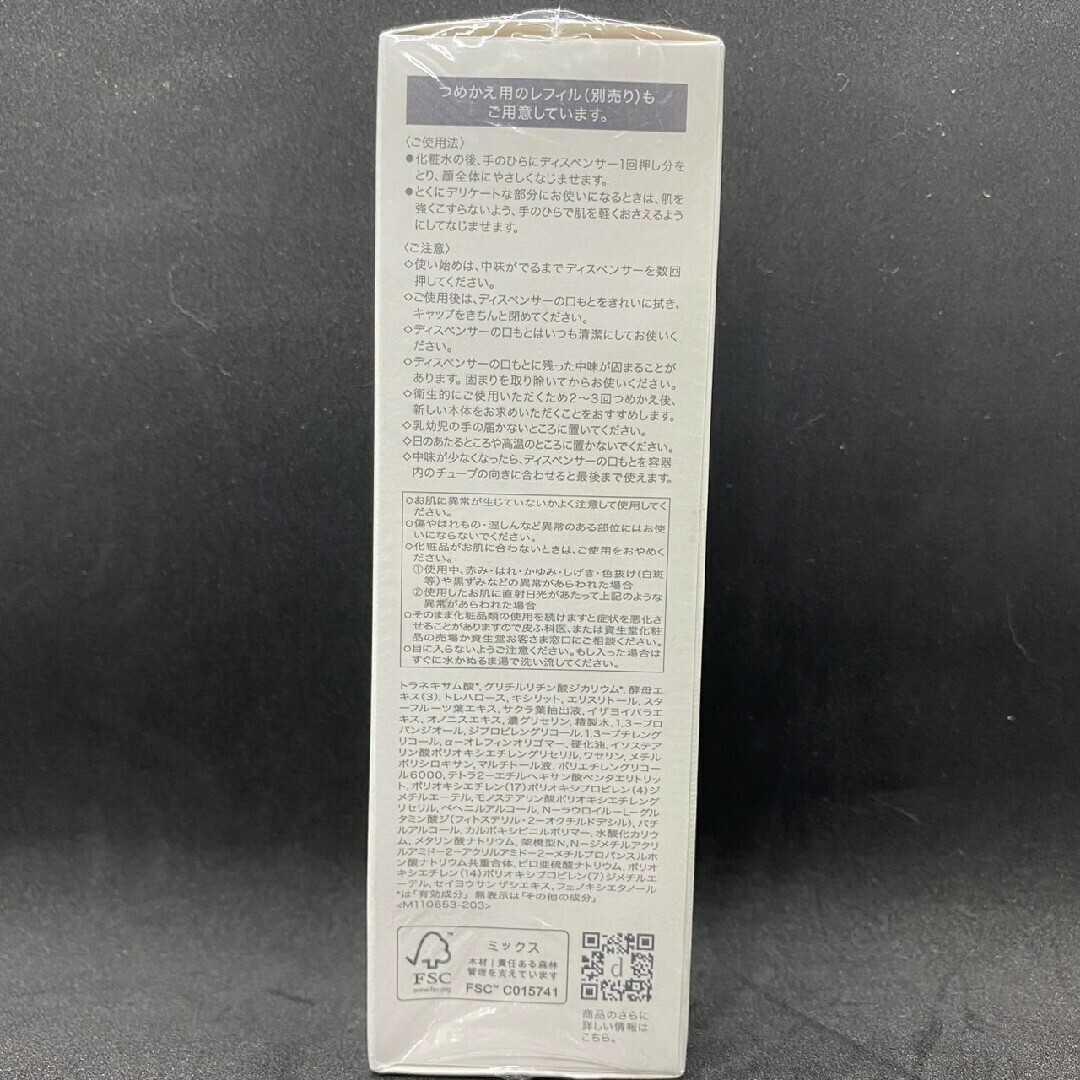 つめかえ用のレフィル(別売り)も
ご用意しています。
〈ご使用法〉
●化粧水の後、手のひらにディスペンサー1回押し分を
とり、顔全体にやさしくなじませます。
●とくにデリケートな部分にお使いになるときは、肌を
強くこすらないよう、手のひらで肌を軽くおさえるよう
にしてなじませます。
〈ご注意〉
◇使い始めは、中味がでるまでディスペンサーを数回
押してください。
◇ご使用後は、ディスペンサーの口もとをきれいに拭き、
キャップをきちんと閉めてください。
◇ディスペンサーの口もとはいつも清潔にしてお使いく
ださい。
◇ディスペンサーの口もとに残った中味が固まることが
あります。固まりを取り除いてからお使いください。
◇衛生的にご使用いただくため2〜3回つめかえ後、
新しい本体をお求めいただくことをおすすめします。
◇乳幼児の手の届かないところに置いてください。
◇日のあたるところや高温のところに置かないでください。
◇中味が少なくなったら、ディスペンサーの口もとを容器
内のチューブの向きに合わせると最後まで使えます。
○お肌に異常が生じていないかよく注意して使用してく
ださい。
○傷やはれもの・湿しんなど異常のある部位にはお使
いにならないでください。
○化粧品がお肌に合わないときは、ご使用をおやめく
ださい。
①使用中、赤み・はれ・かゆみ・しげき・色抜け(白斑
等)や黒ずみなどの異常があらわれた場合
②使用したお肌に直射日光があたって上記のような
異常があらわれた場合
○そのまま化粧品類の使用を続けますと症状を悪化さ
せることがありますので皮ふ科医、または資生堂化粧
品の売場か資生堂お客さま窓口にご相談ください。
○目に入らないようご注意ください。もし入った場合は
すぐに水かぬるま湯で洗い流してください。
トラネキサム酸*, グリチルリチン酸ジカリウム*, 酵母エ
キス(3), トレハロース, キシリット, エリスリトール, スタ
ーフルーツ葉エキス, サクラ葉抽出液, イザヨイバラエ
キス, オノニスエキス, 濃グリセリン, 精製水, 1,3-プロ
パンジオール, ジプロピレングリコール, 1,3-ブチレング
リコール, α-オレフィンオリゴマー, 硬化油, イソステア
リン酸ポリオキシエチレングリセリル, ワセリン, メチル
ポリシロキサン, マルチトール液, ポリエチレングリコー
ル6000, テトラ2-エチルヘキサン酸ペンタエリトリッ
ト, ポリオキシエチレン(17)ポリオキシプロピレン(4)ジ
メチルエーテル, モノステアリン酸ポリオキシエチレング
リセリル, ベヘニルアルコール, N-ラウロイル-L-グル
タミン酸ジ(フィトステリル・2-オクチルドデシル), バチ
ルアルコール, カルボキシビニルポリマー, 水酸化カリウ
ム, メタリン酸ナトリウム, 架橋型N,N-ジメチルアクリ
ルアミド-2-アクリルアミド-2-メチルプロパンスルホ
ン酸ナトリウム共重合体, ピロ亜硫酸ナトリウム, ポリオ
キシエチレン(14)ポリオキシプロピレン(7)ジメチルエ
ーテル, セイヨウサンザシエキス, フェノキシエタノール
*は「有効成分」 無表示は「その他の成分」
<M110653-203>
FSC
www.fsc.org
ミックス
木材|責任ある森林
管理を支えています
FSC™ C015741
d
商品のさらに
詳しい情報は
こちら。